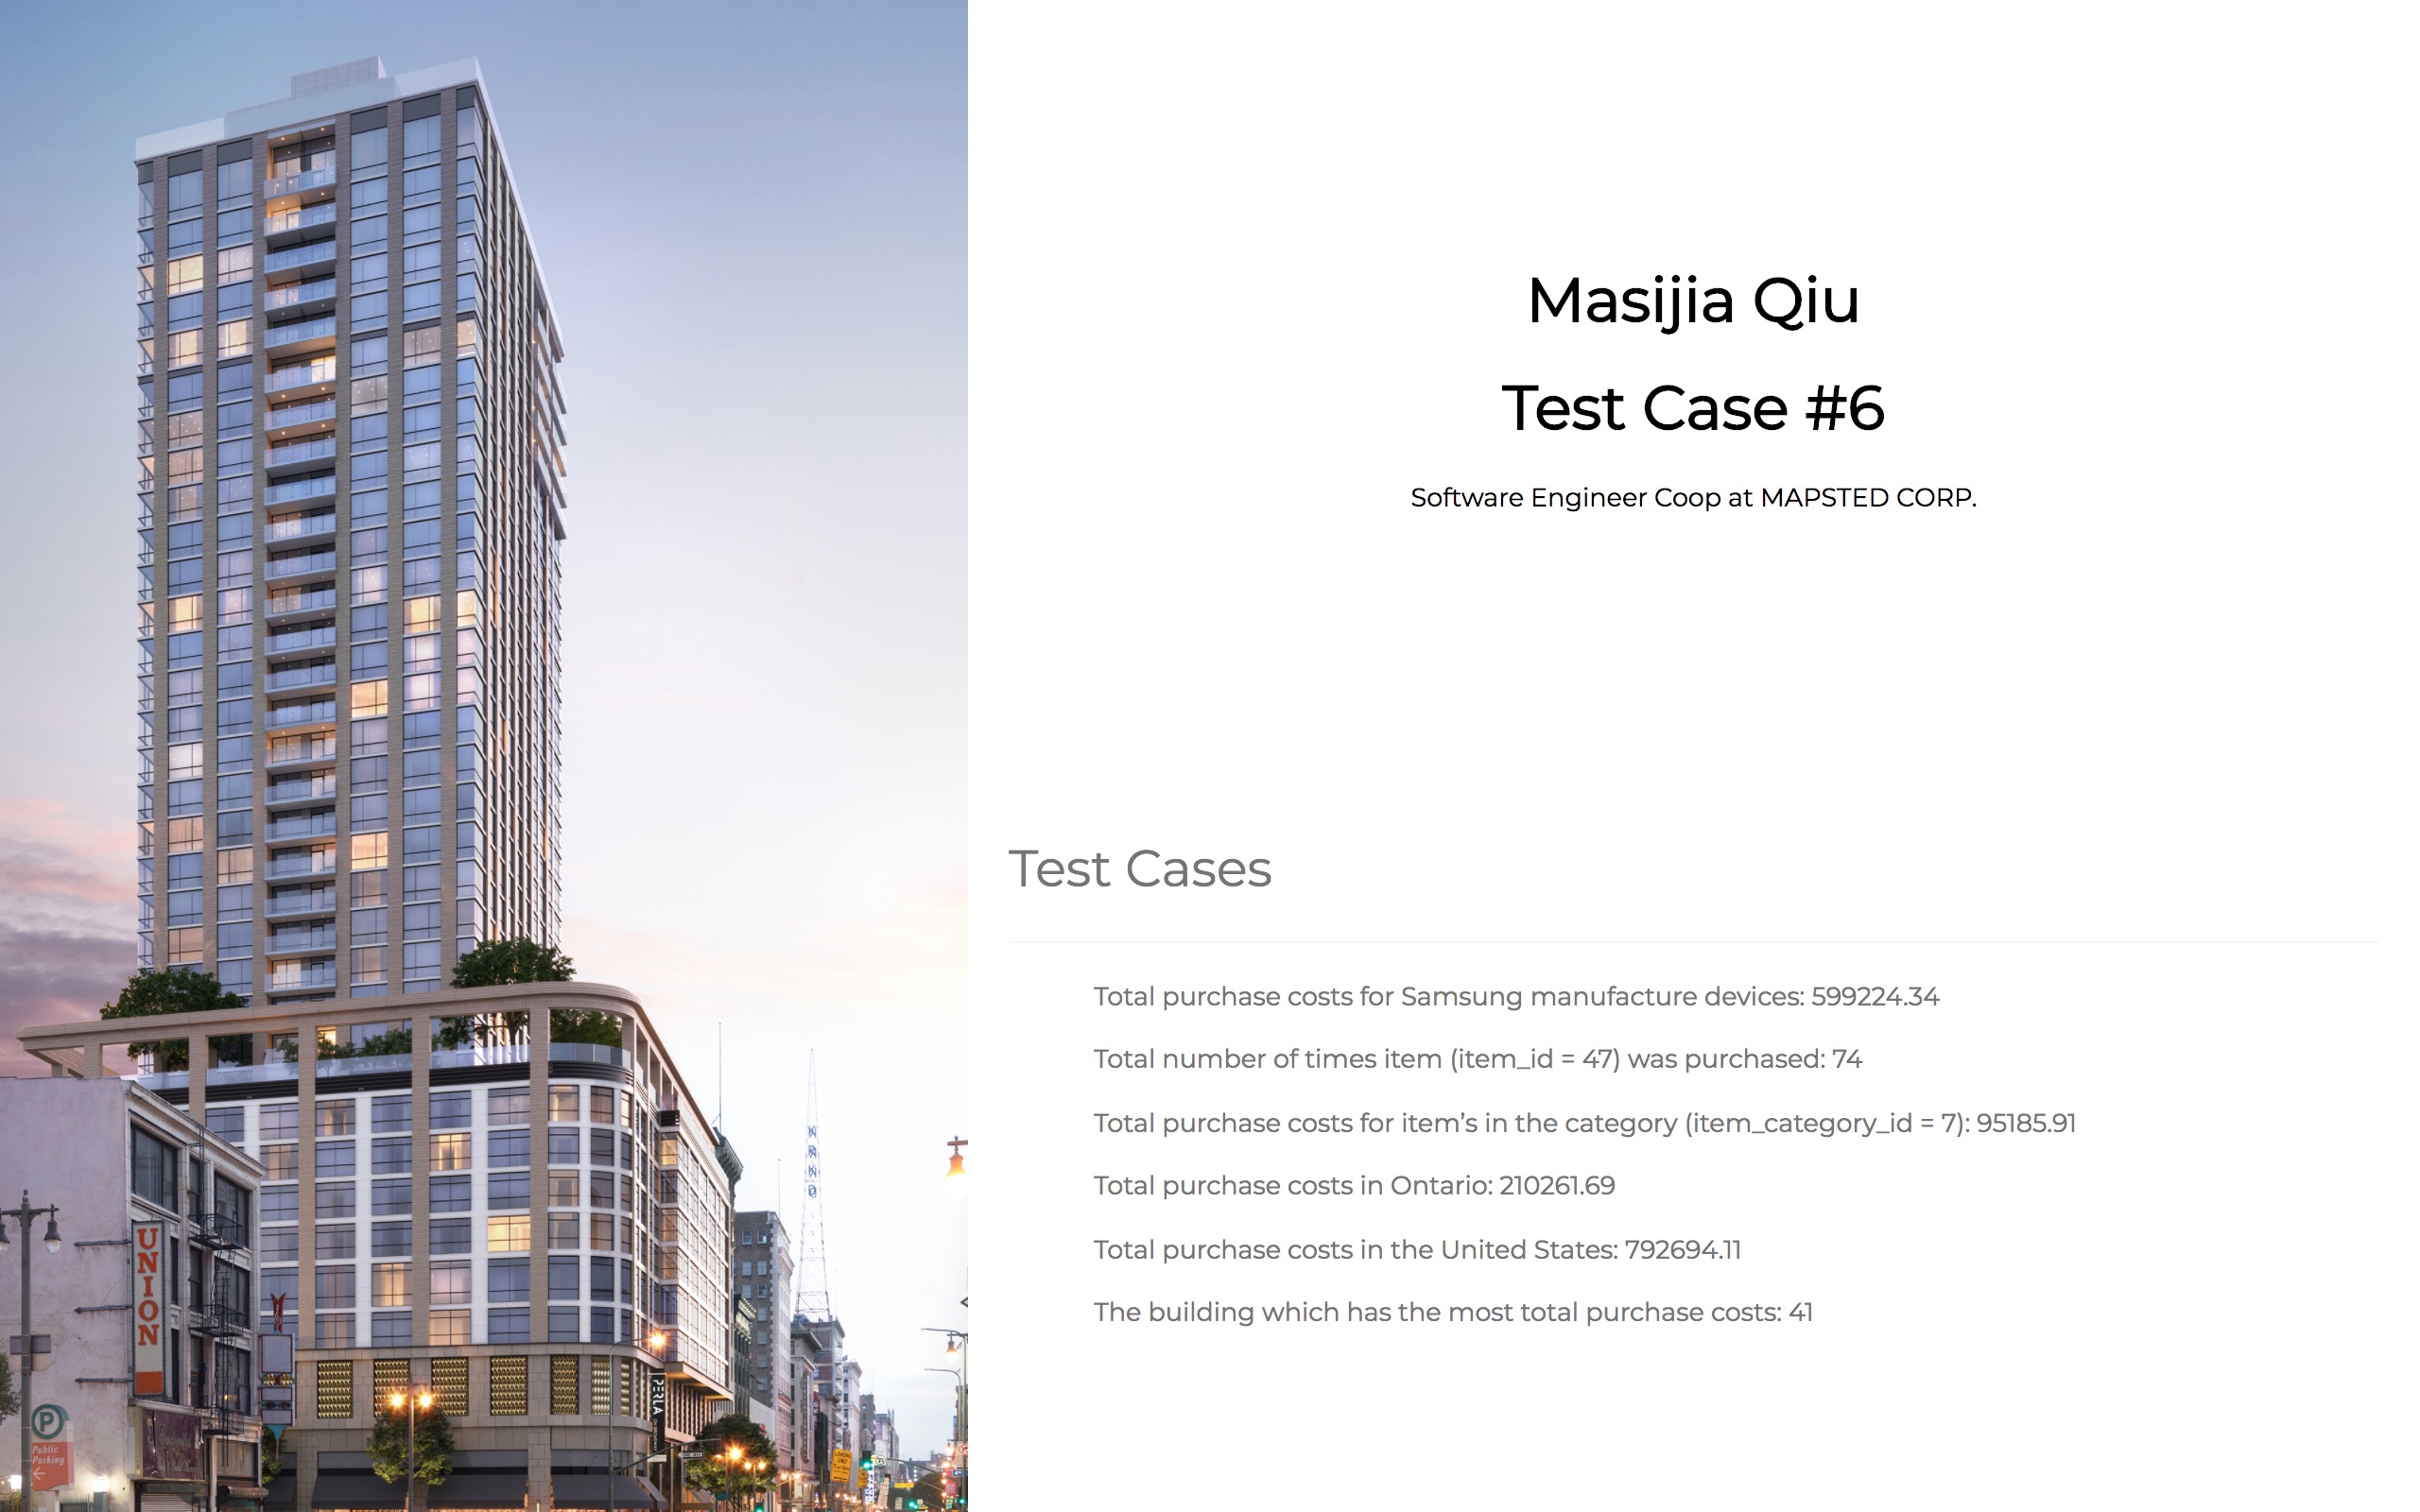 Masijia Qiu
Test Case #6
Software Engineer Coop at MAPSTED CORP.
Test Cases
Total purchase costs for Samsung manufacture devices: 599224.34
Total number of times item (item_id = 47) was purchased: 74
Total purchase costs for item’s in the category (item_category_id = 7): 95185.91
Total purchase costs in Ontario: 210261.69
Total purchase costs in the United States: 792694.11
The building which has the most total purchase costs: 41
UNION
P
Public
Parking
PERLA